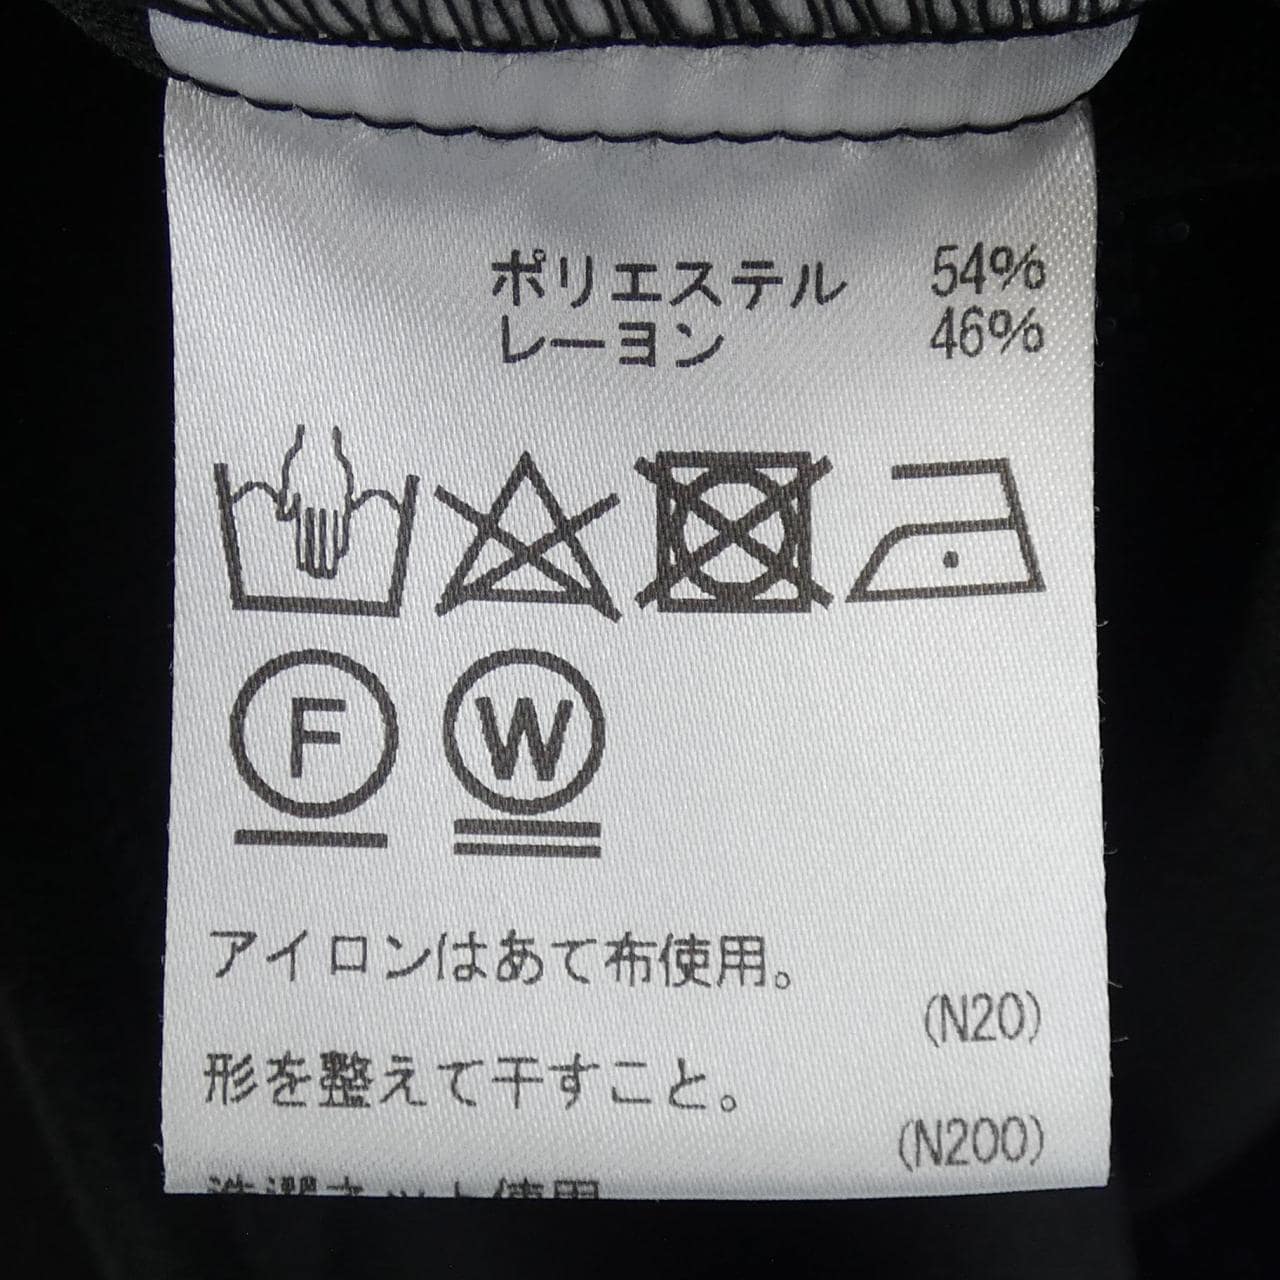 ポリエステル 54%
レーヨン 46%
F W
アイロンはあて布使用。
(N20)
形を整えて干すこと。
(N200)